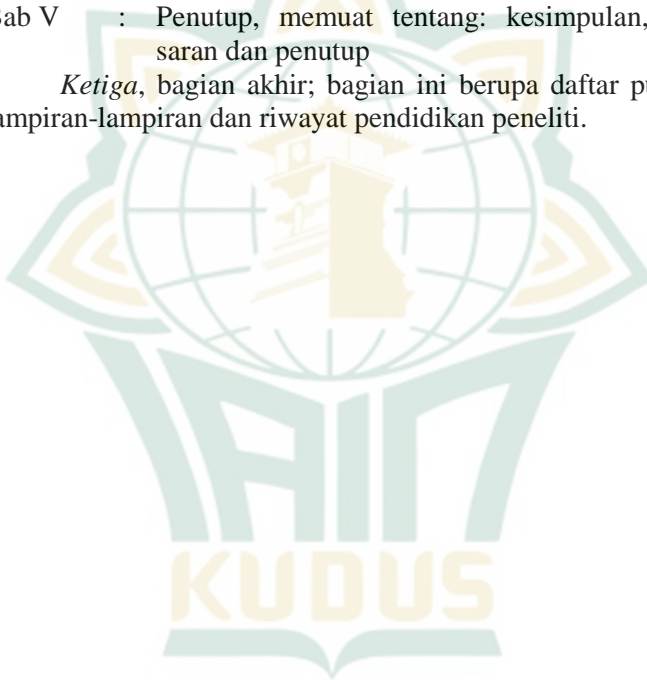 Bab V : Penutup, memuat tentang: kesimpulan,
saran dan penutup
Ketiga, bagian akhir; bagian ini berupa daftar
lampiran-lampiran dan riwayat pendidikan peneliti.
IAIN
KUDUS